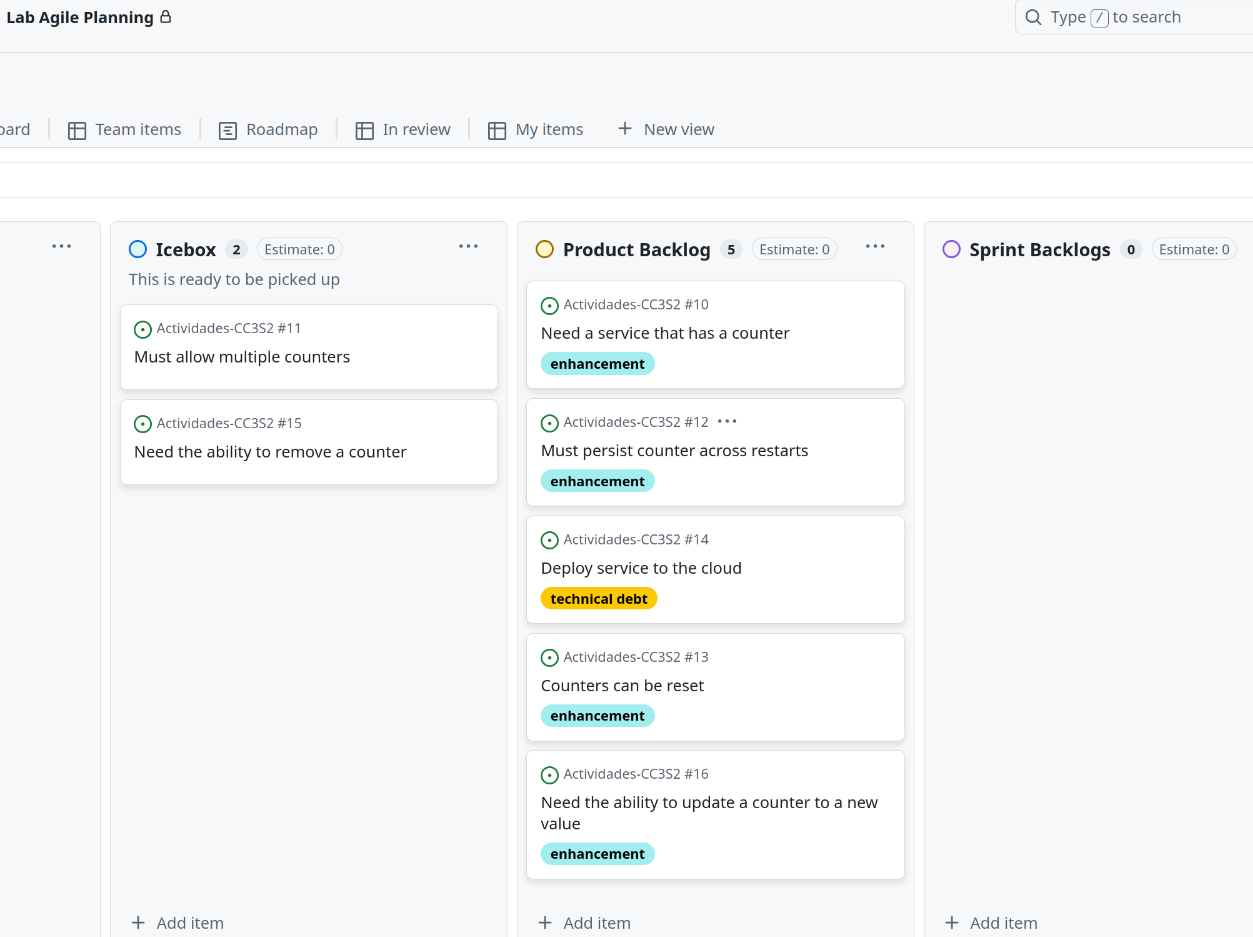 Lab Agile Planning
Type / to search
oard
Team items
Roadmap
In review
My items
New view
Icebox 2 Estimate: 0
This is ready to be picked up
Actividades-CC3S2 #11
Must allow multiple counters
Actividades-CC3S2 #15
Need the ability to remove a counter
Add item
Product Backlog 5 Estimate: 0
Actividades-CC3S2 #10
Need a service that has a counter
enhancement
Actividades-CC3S2 #12
Must persist counter across restarts
enhancement
Actividades-CC3S2 #14
Deploy service to the cloud
technical debt
Actividades-CC3S2 #13
Counters can be reset
enhancement
Actividades-CC3S2 #16
Need the ability to update a counter to a new
value
enhancement
Add item
Sprint Backlogs 0 Estimate: 0
Add item